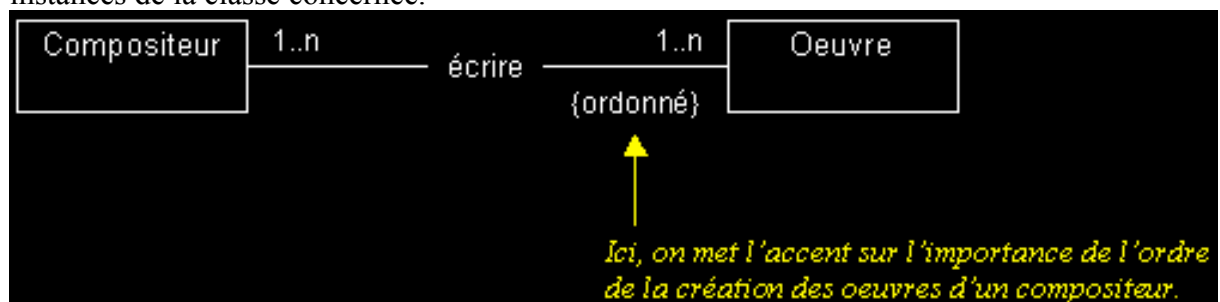 instances de la classe concernée.
Compositeur 1..n écrire 1..n Oeuvre
{ordonné}
Ici, on met l'accent sur l'importance de l'ordre
de la création des oeuvres d'un compositeur.